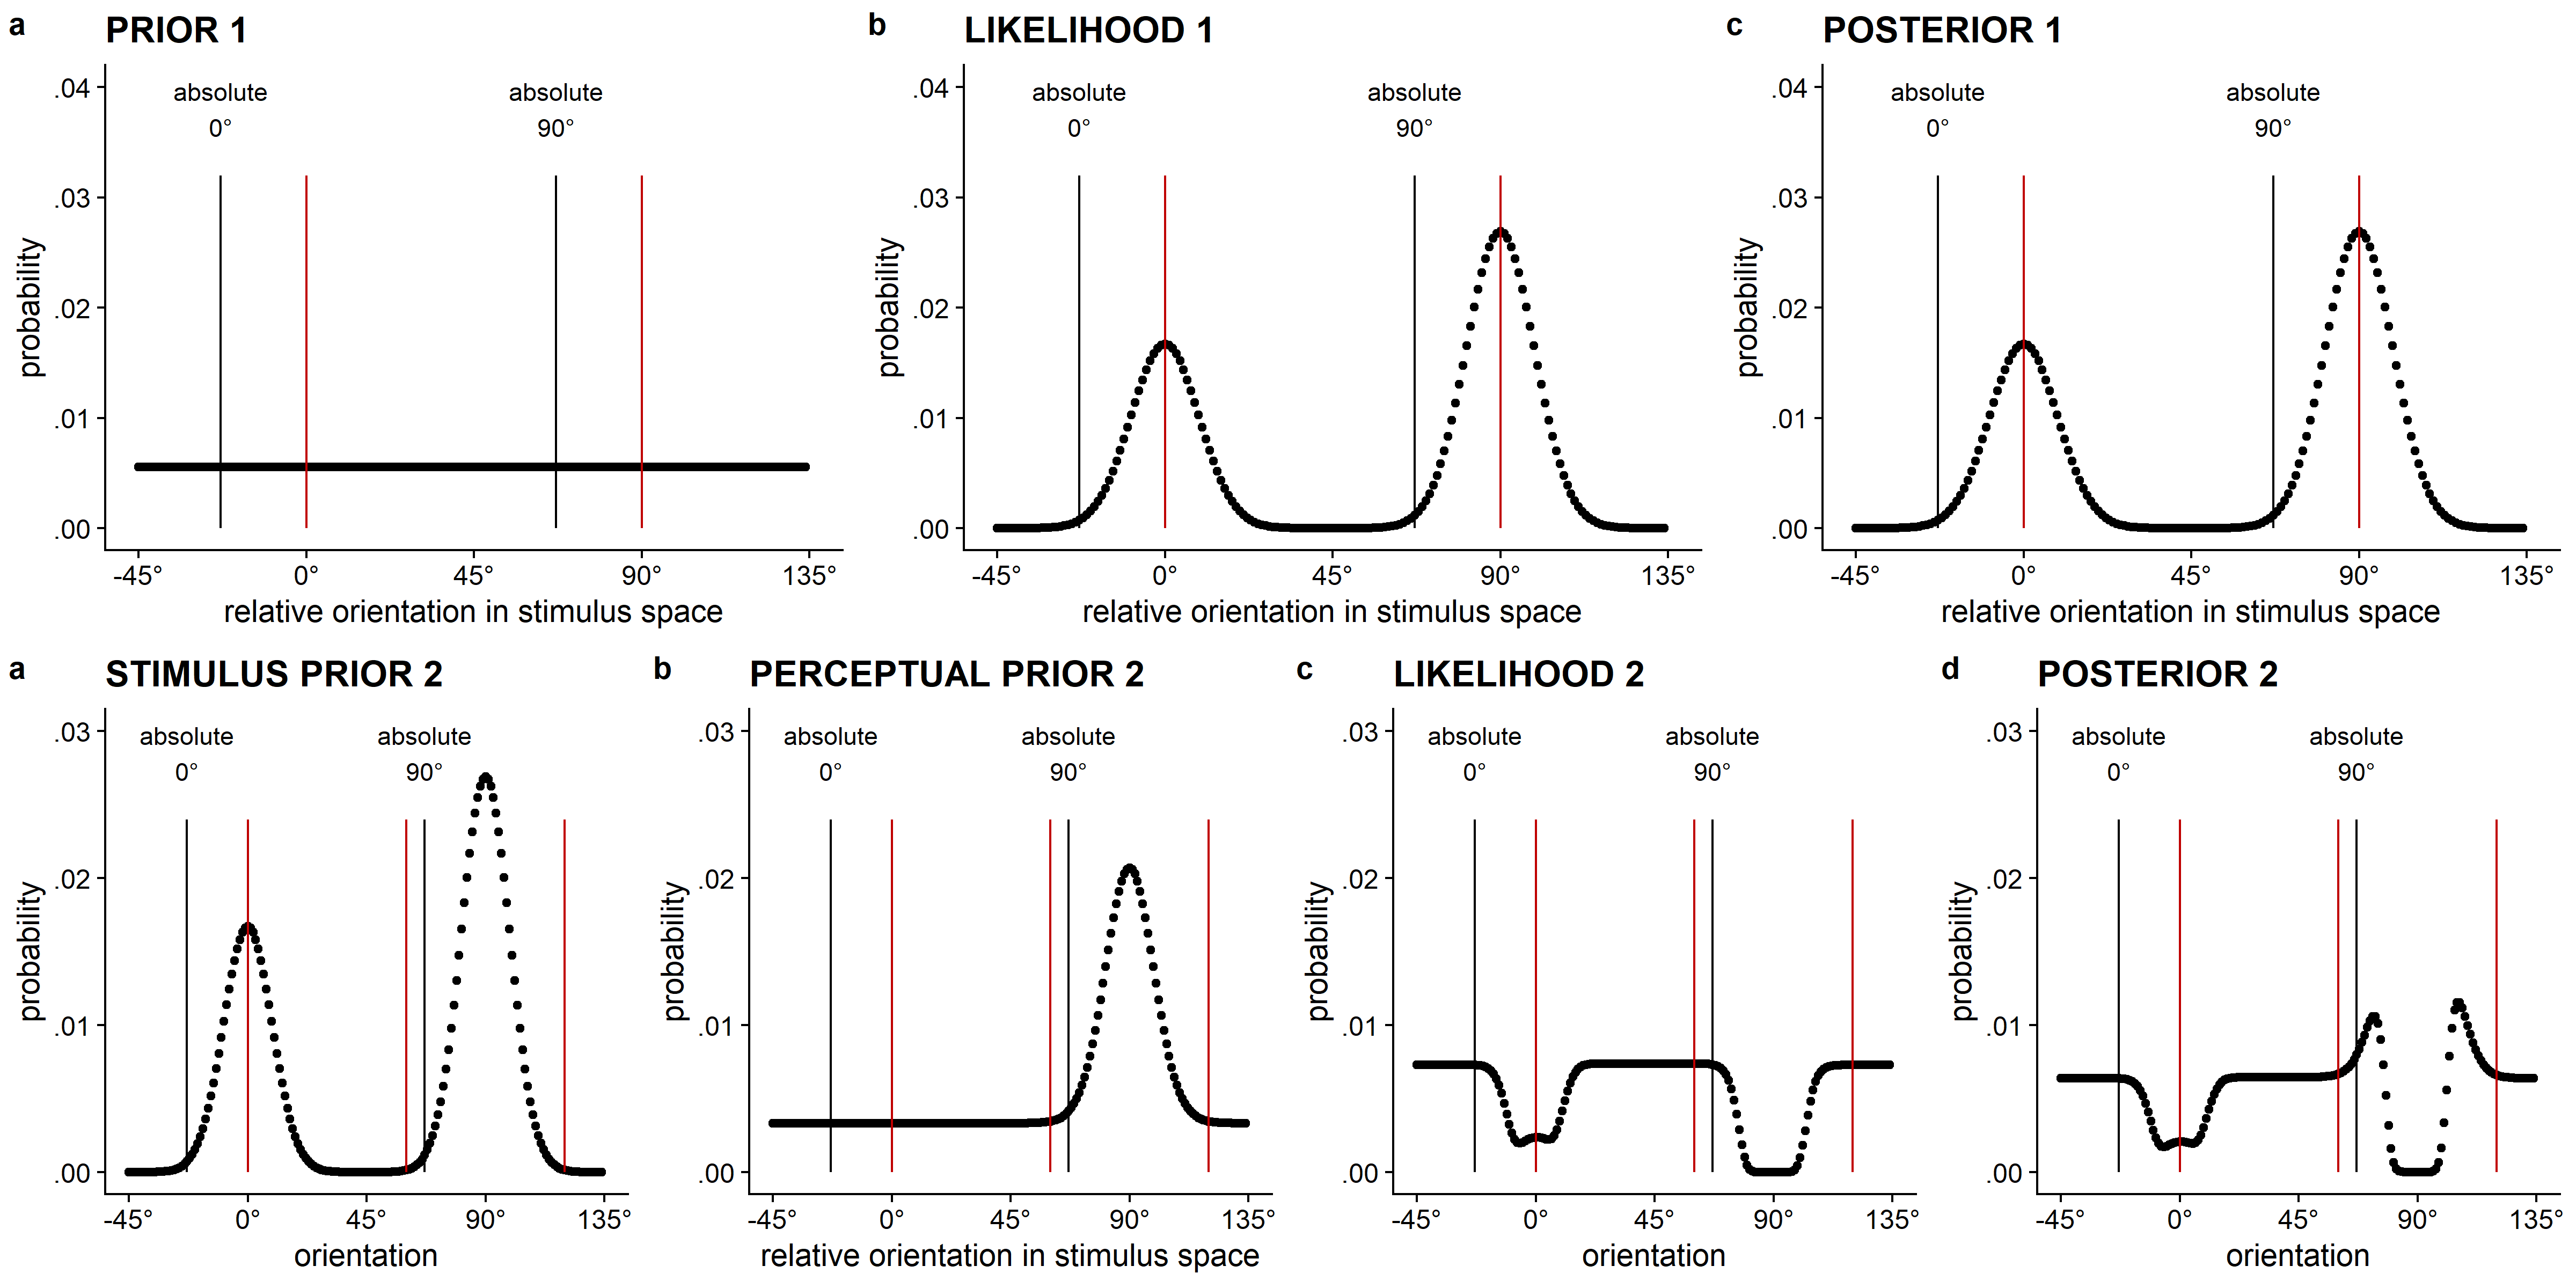 a PRIOR 1
absolute 0°
absolute 90°
.04
.03
.02
.01
.00
probability
-45° 0° 45° 90° 135°
relative orientation in stimulus space
b LIKELIHOOD 1
absolute 0°
absolute 90°
.04
.03
.02
.01
.00
probability
-45° 0° 45° 90° 135°
relative orientation in stimulus space
c POSTERIOR 1
absolute 0°
absolute 90°
.04
.03
.02
.01
.00
probability
-45° 0° 45° 90° 135°
relative orientation in stimulus space
a STIMULUS PRIOR 2
absolute 0°
absolute 90°
.03
.02
.01
.00
probability
-45° 0° 45° 90° 135°
orientation
b PERCEPTUAL PRIOR 2
absolute 0°
absolute 90°
.03
.02
.01
.00
probability
-45° 0° 45° 90° 135°
relative orientation in stimulus space
c LIKELIHOOD 2
absolute 0°
absolute 90°
.03
.02
.01
.00
probability
-45° 0° 45° 90° 135°
orientation
d POSTERIOR 2
absolute 0°
absolute 90°
.03
.02
.01
.00
probability
-45° 0° 45° 90° 135°
orientation